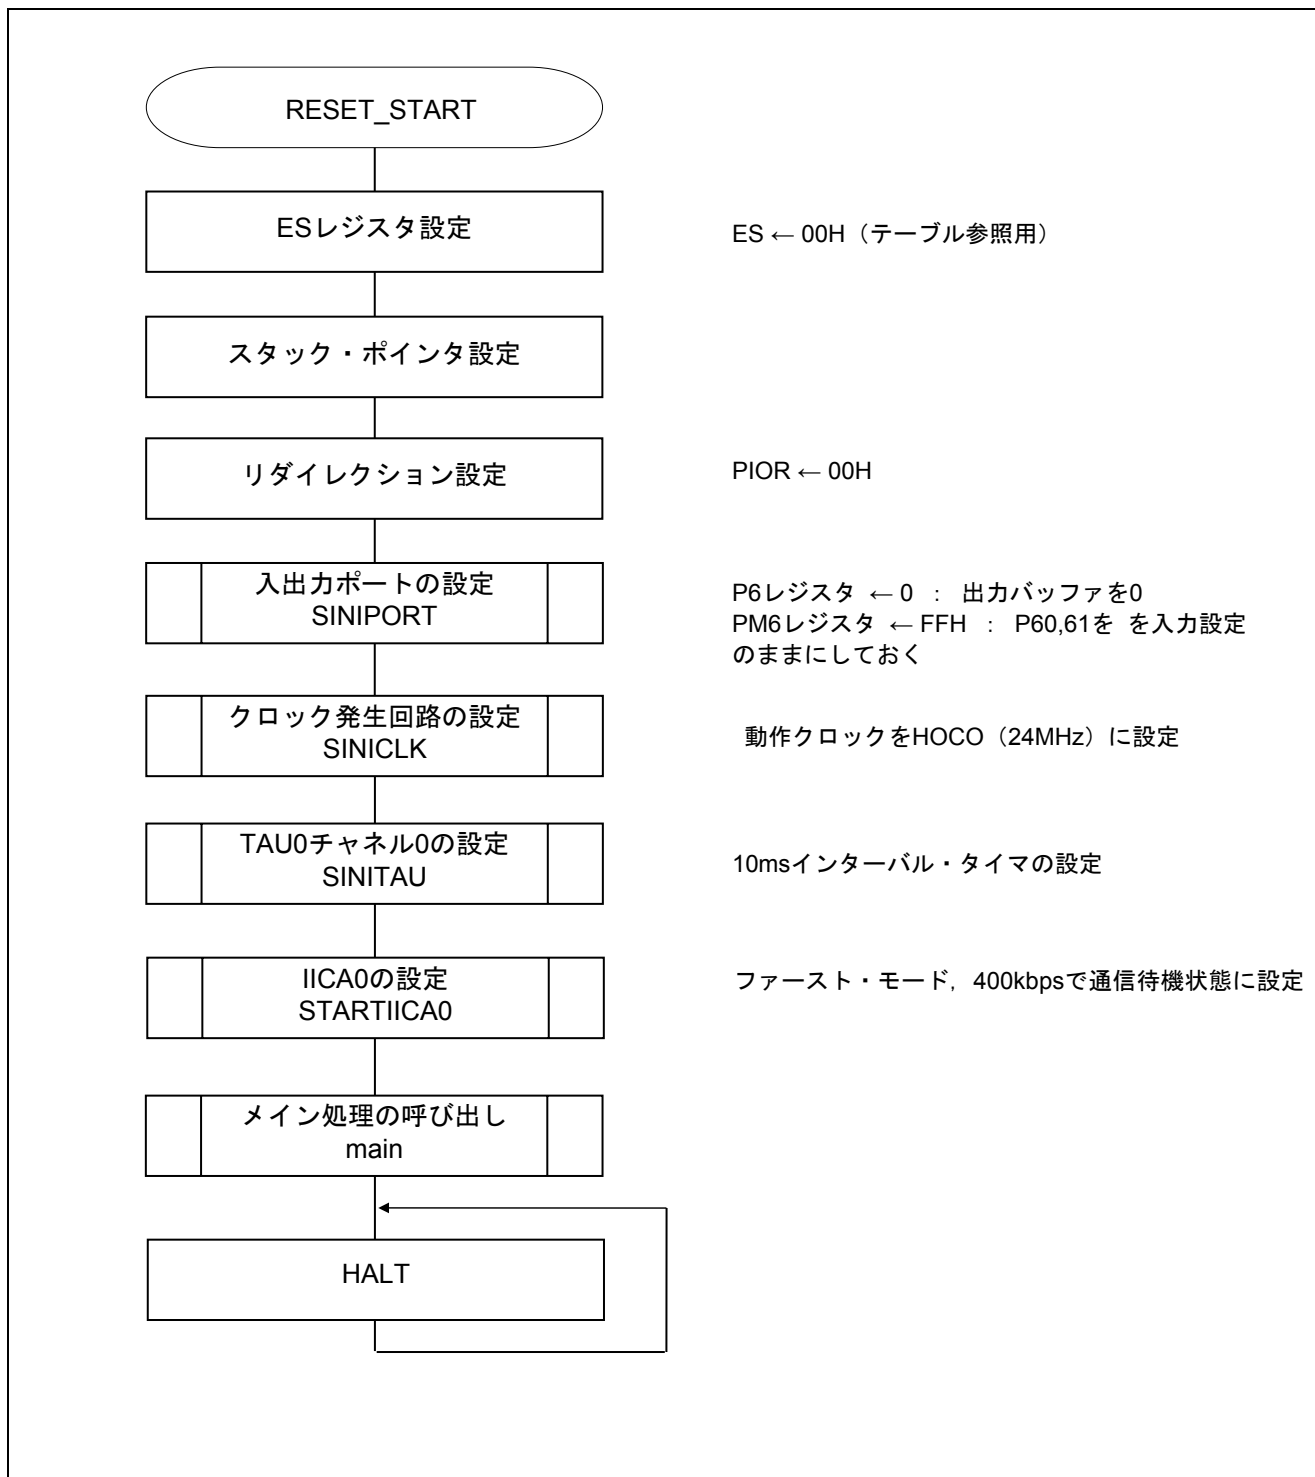 RESET_START
ESレジスタ設定
ES ← 00H（テーブル参照用）
スタック・ポインタ設定
リダイレクション設定
PIOR ← 00H
入出力ポートの設定
SINIPORT
P6レジスタ ← 0 ： 出力バッファを0
PM6レジスタ ← FFH ： P60,61を を入力設定
のままにしておく
クロック発生回路の設定
SINICLK
動作クロックをHOCO（24MHz）に設定
TAU0チャネル0の設定
SINITAU
10msインターバル・タイマの設定
IICA0の設定
STARTIICA0
ファースト・モード，400kbpsで通信待機状態に設定
メイン処理の呼び出し
main
HALT